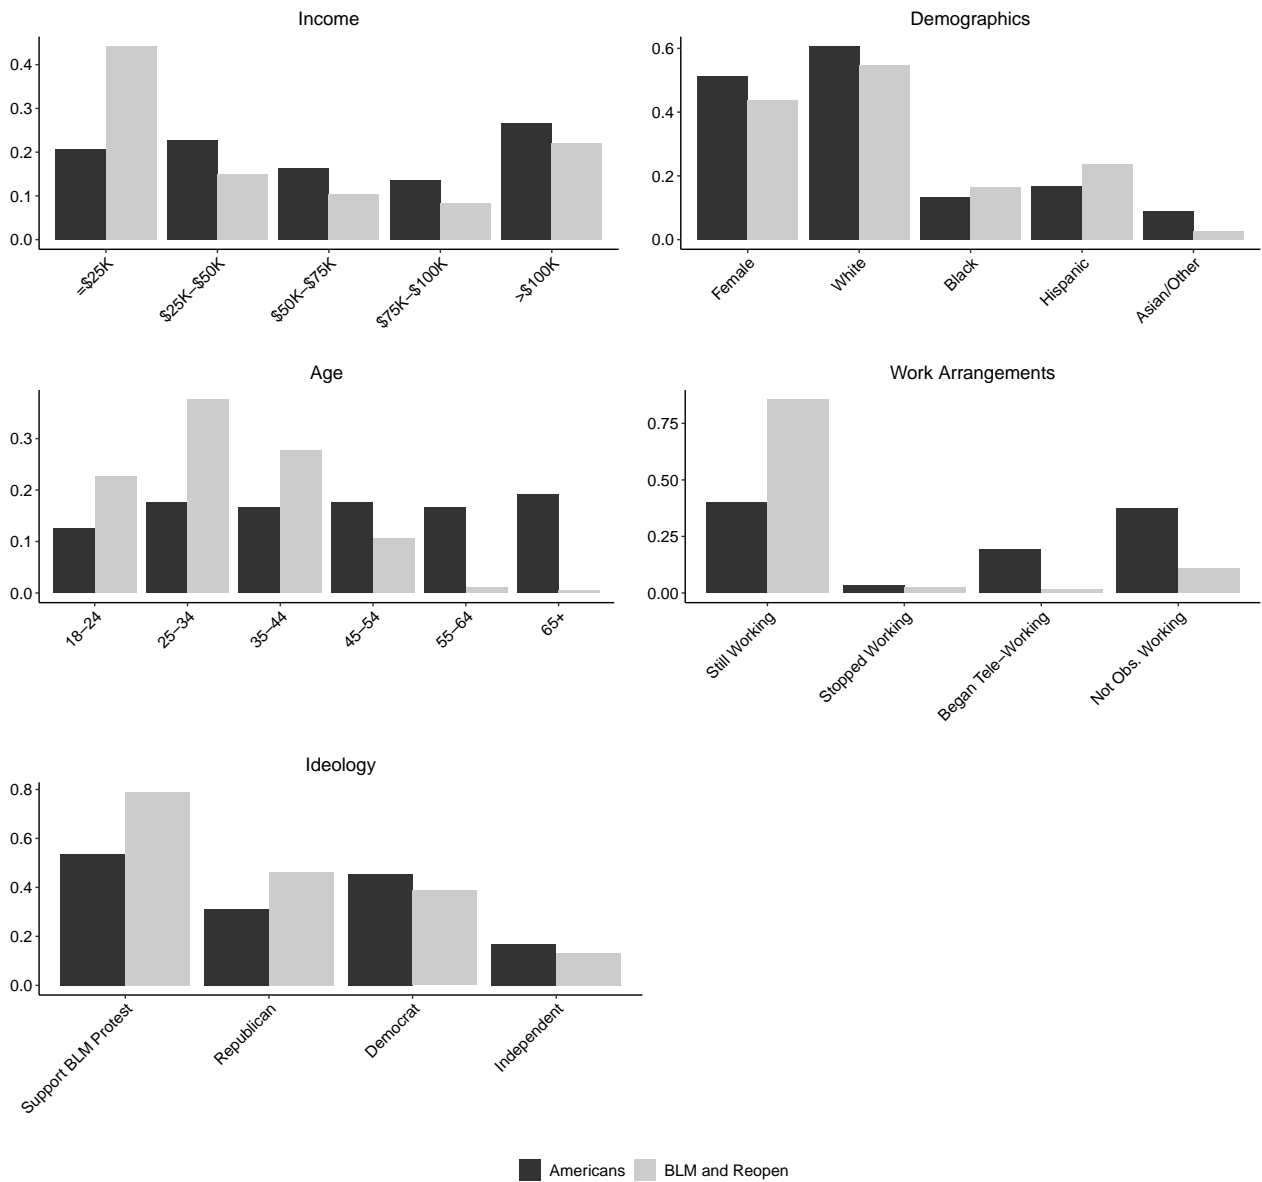 Income
0.4
0.3
0.2
0.1
0.0
=$25K
$25K–$50K
$50K–$75K
$75K–$100K
>$100K
Demographics
0.6
0.4
0.2
0.0
Female
White
Black
Hispanic
Asian/Other
Age
0.3
0.2
0.1
0.0
18–24
25–34
35–44
45–54
55–64
65+
Work Arrangements
0.75
0.50
0.25
0.00
Still Working
Stopped Working
Began Tele–Working
Not Obs. Working
Ideology
0.8
0.6
0.4
0.2
0.0
Support BLM Protest
Republican
Democrat
Independent
Americans
BLM and Reopen